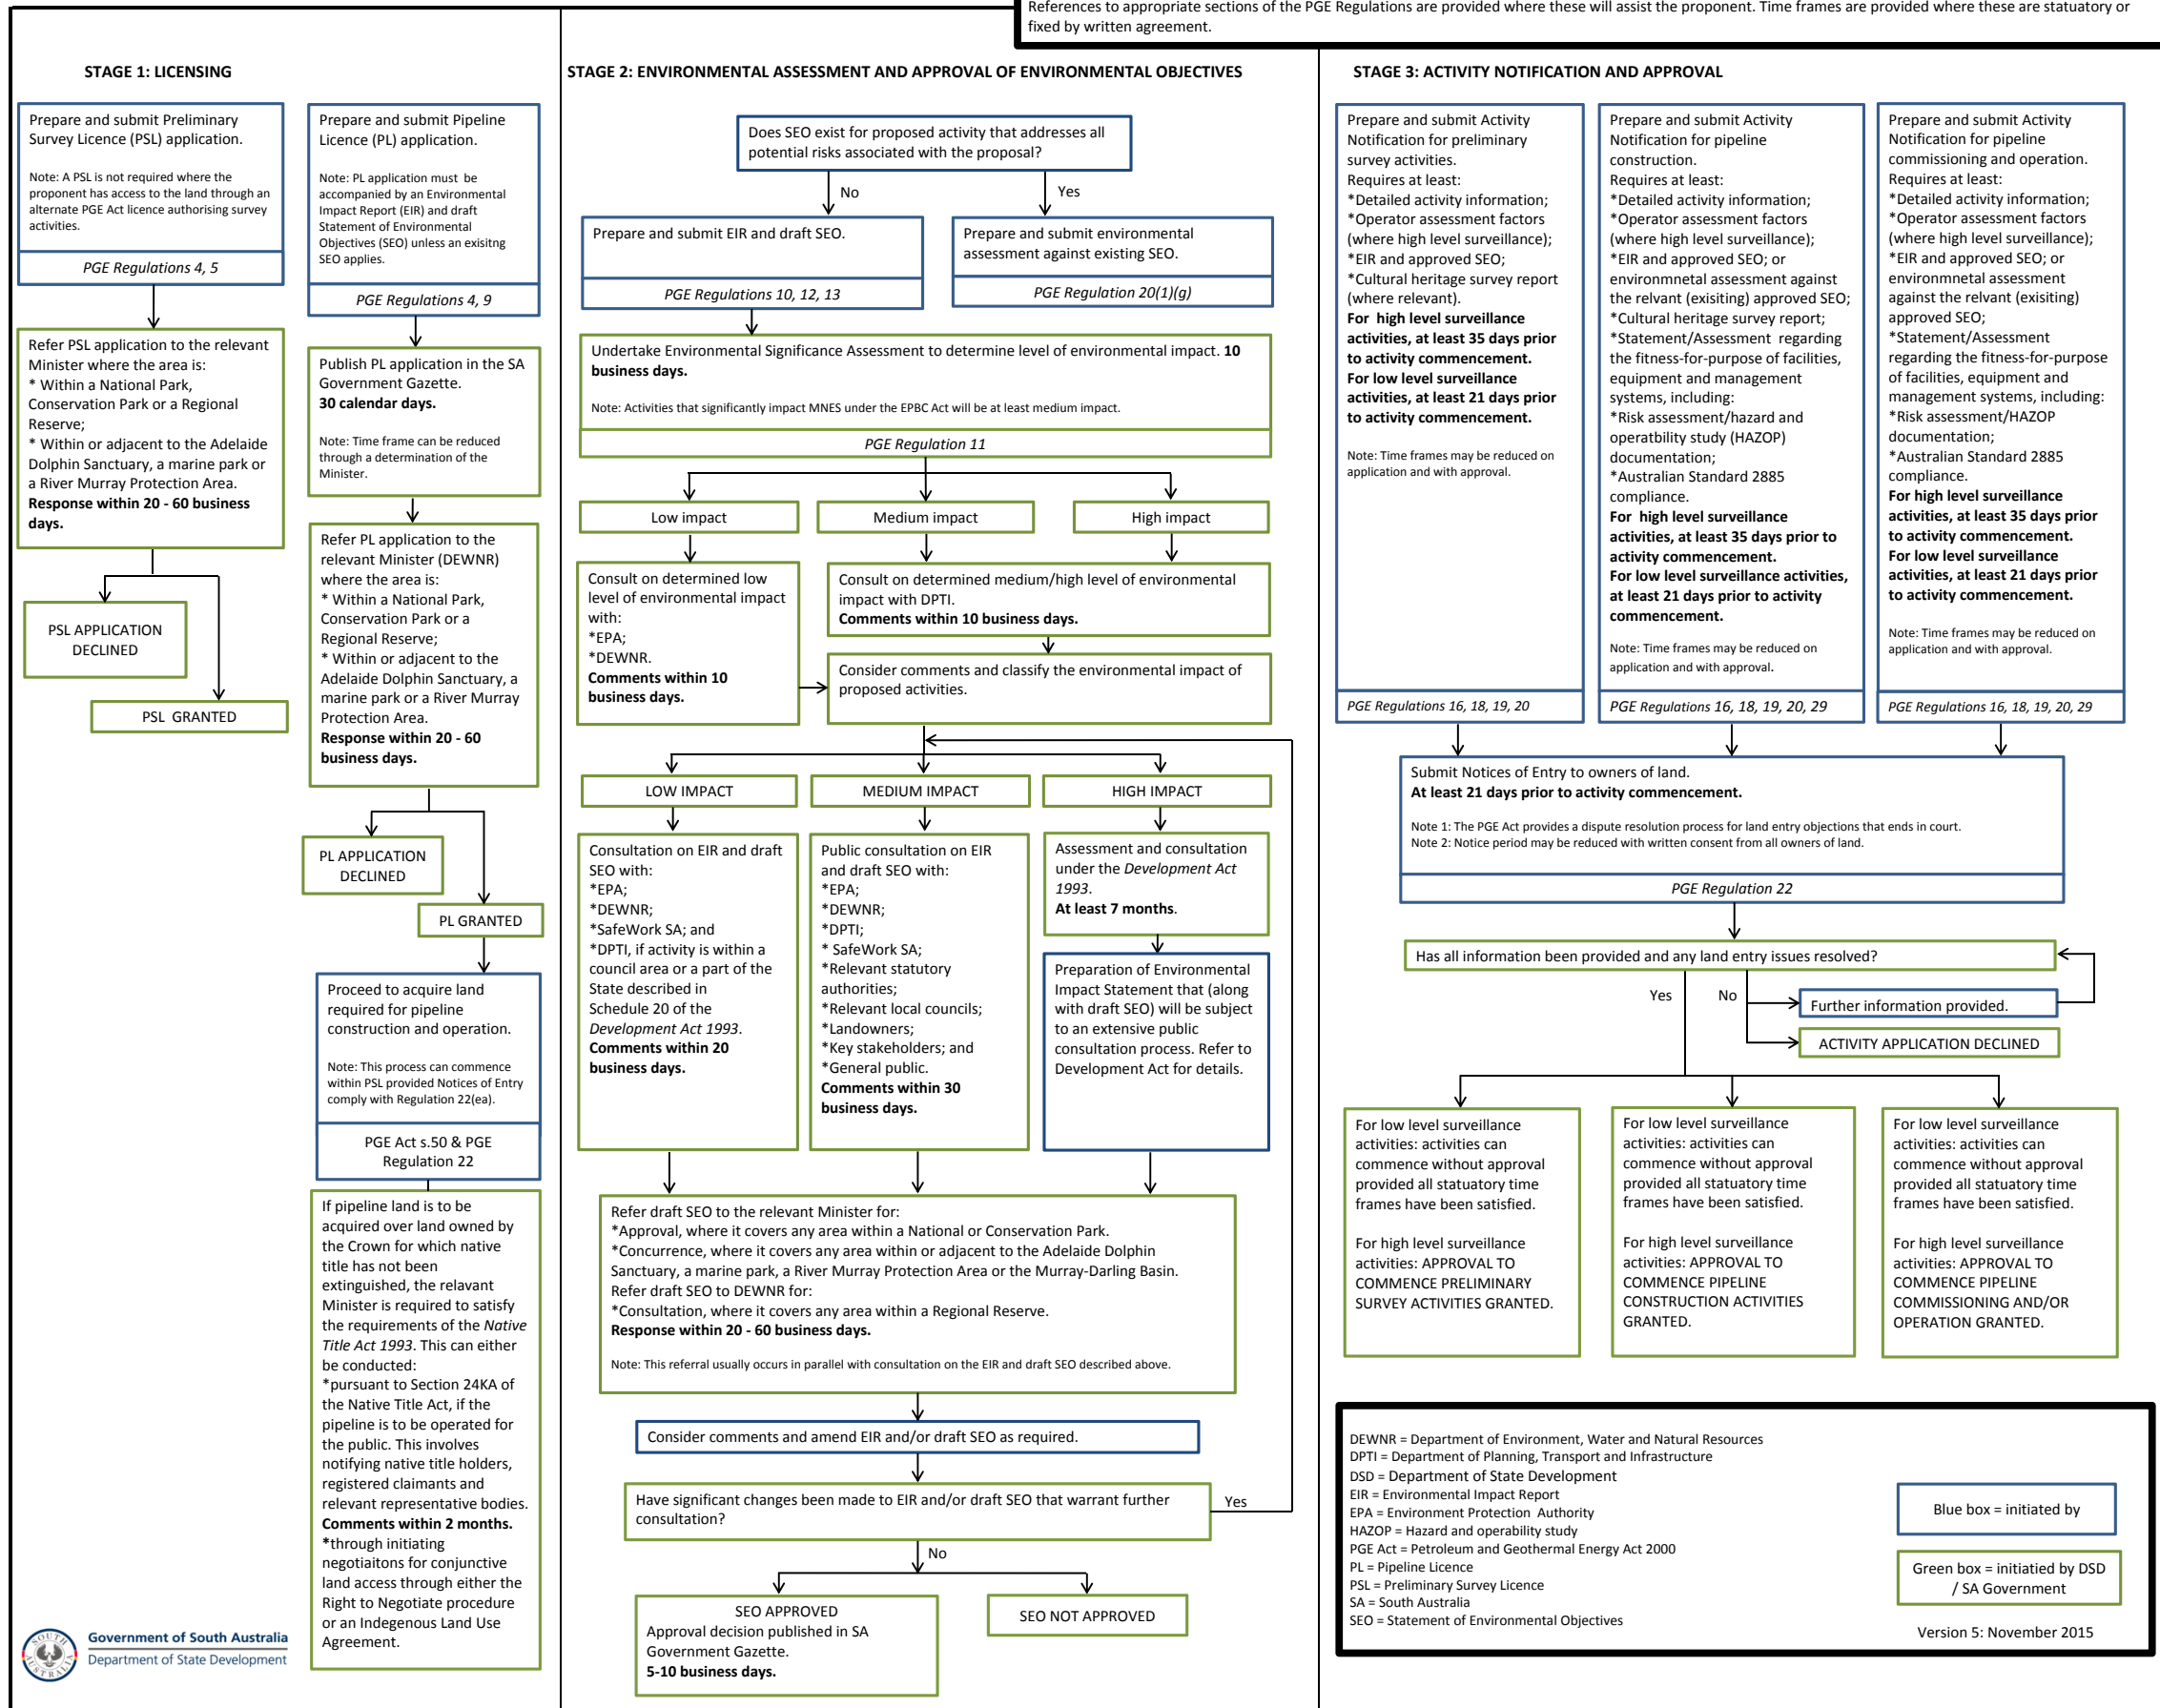 References to appropriate sections of the PGE Regulations are provided where these will assist the proponent. Time frames are provided where these are statuatory or
fixed by written agreement.
STAGE 1: LICENSING
Prepare and submit Preliminary
Survey Licence (PSL) application.
Note: A PSL is not required where the
proponent has access to the land through an
alternate PGE Act licence authorising survey
activities.
PGE Regulations 4, 5
Refer PSL application to the relevant
Minister where the area is:
* Within a National Park,
Conservation Park or a Regional
Reserve;
* Within or adjacent to the Adelaide
Dolphin Sanctuary, a marine park or
a River Murray Protection Area.
Response within 20 - 60 business
days.
PSL APPLICATION
DECLINED
PSL GRANTED
Prepare and submit Pipeline
Licence (PL) application.
Note: PL application must be
accompanied by an Environmental
Impact Report (EIR) and draft
Statement of Environmental
Objectives (SEO) unless an exisitng
SEO applies.
PGE Regulations 4, 9
Publish PL application in the SA
Government Gazette.
30 calendar days.
Note: Time frame can be reduced
through a determination of the
Minister.
Refer PL application to the
relevant Minister (DEWNR)
where the area is:
* Within a National Park,
Conservation Park or a
Regional Reserve;
* Within or adjacent to the
Adelaide Dolphin Sanctuary, a
marine park or a River Murray
Protection Area.
Response within 20 - 60
business days.
PL APPLICATION
DECLINED
PL GRANTED
Proceed to acquire land
required for pipeline
construction and operation.
Note: This process can commence
within PSL provided Notices of Entry
comply with Regulation 22(ea).
PGE Act s.50 & PGE
Regulation 22
If pipeline land is to be
acquired over land owned by
the Crown for which native
title has not been
extinguished, the relavant
Minister is required to satisfy
the requirements of the Native
Title Act 1993. This can either
be conducted:
*pursuant to Section 24KA of
the Native Title Act, if the
pipeline is to be operated for
the public. This involves
notifying native title holders,
registered claimants and
relevant representative bodies.
Comments within 2 months.
*through initiating
negotiaitons for conjunctive
land access through either the
Right to Negotiate procedure
or an Indegenous Land Use
Agreement.
SOUTH AUSTRALIA
Government of South Australia
Department of State Development
STAGE 2: ENVIRONMENTAL ASSESSMENT AND APPROVAL OF ENVIRONMENTAL OBJECTIVES
Does SEO exist for proposed activity that addresses all
potential risks associated with the proposal?
No
Yes
Prepare and submit EIR and draft SEO.
PGE Regulations 10, 12, 13
Prepare and submit environmental
assessment against existing SEO.
PGE Regulation 20(1)(g)
Undertake Environmental Significance Assessment to determine level of environmental impact. 10
business days.
Note: Activities that significantly impact MNES under the EPBC Act will be at least medium impact.
PGE Regulation 11
Low impact
Medium impact
High impact
Consult on determined low
level of environmental impact
with:
*EPA;
*DEWNR.
Comments within 10
business days.
Consult on determined medium/high level of environmental
impact with DPTI.
Comments within 10 business days.
Consider comments and classify the environmental impact of
proposed activities.
LOW IMPACT
MEDIUM IMPACT
HIGH IMPACT
Consultation on EIR and draft
SEO with:
*EPA;
*DEWNR;
*SafeWork SA; and
*DPTI, if activity is within a
council area or a part of the
State described in
Schedule 20 of the
Development Act 1993.
Comments within 20
business days.
Public consultation on EIR
and draft SEO with:
*EPA;
*DEWNR;
*DPTI;
* SafeWork SA;
*Relevant statutory
authorities;
*Relevant local councils;
*Landowners;
*Key stakeholders; and
*General public.
Comments within 30
business days.
Assessment and consultation
under the Development Act
1993.
At least 7 months.
Preparation of Environmental
Impact Statement that (along
with draft SEO) will be subject
to an extensive public
consultation process. Refer to
Development Act for details.
Refer draft SEO to the relevant Minister for:
*Approval, where it covers any area within a National or Conservation Park.
*Concurrence, where it covers any area within or adjacent to the Adelaide Dolphin
Sanctuary, a marine park, a River Murray Protection Area or the Murray-Darling Basin.
Refer draft SEO to DEWNR for:
*Consultation, where it covers any area within a Regional Reserve.
Response within 20 - 60 business days.
Note: This referral usually occurs in parallel with consultation on the EIR and draft SEO described above.
Consider comments and amend EIR and/or draft SEO as required.
Have significant changes been made to EIR and/or draft SEO that warrant further
consultation?
Yes
No
SEO APPROVED
Approval decision published in SA
Government Gazette.
5-10 business days.
SEO NOT APPROVED
STAGE 3: ACTIVITY NOTIFICATION AND APPROVAL
Prepare and submit Activity
Notification for preliminary
survey activities.
Requires at least:
*Detailed activity information;
*Operator assessment factors
(where high level surveillance);
*EIR and approved SEO;
*Cultural heritage survey report
(where relevant).
For high level surveillance
activities, at least 35 days prior
to activity commencement.
For low level surveillance
activities, at least 21 days prior
to activity commencement.
Note: Time frames may be reduced on
application and with approval.
PGE Regulations 16, 18, 19, 20
Prepare and submit Activity
Notification for pipeline
construction.
Requires at least:
*Detailed activity information;
*Operator assessment factors
(where high level surveillance);
*EIR and approved SEO; or
environmnetal assessment against
the relvant (exisiting) approved SEO;
*Cultural heritage survey report;
*Statement/Assessment regarding
the fitness-for-purpose of facilities,
equipment and management
systems, including:
*Risk assessment/hazard and
operatbility study (HAZOP)
documentation;
*Australian Standard 2885
compliance.
For high level surveillance
activities, at least 35 days prior to
activity commencement.
For low level surveillance activities,
at least 21 days prior to activity
commencement.
Note: Time frames may be reduced on
application and with approval.
PGE Regulations 16, 18, 19, 20, 29
Prepare and submit Activity
Notification for pipeline
commissioning and operation.
Requires at least:
*Detailed activity information;
*Operator assessment factors
(where high level surveillance);
*EIR and approved SEO; or
environmnetal assessment
against the relvant (exisiting)
approved SEO;
*Statement/Assessment
regarding the fitness-for-purpose
of facilities, equipment and
management systems, including:
*Risk assessment/HAZOP
documentation;
*Australian Standard 2885
compliance.
For high level surveillance
activities, at least 35 days prior
to activity commencement.
For low level surveillance
activities, at least 21 days prior
to activity commencement.
Note: Time frames may be reduced on
application and with approval.
PGE Regulations 16, 18, 19, 20, 29
Submit Notices of Entry to owners of land.
At least 21 days prior to activity commencement.
Note 1: The PGE Act provides a dispute resolution process for land entry objections that ends in court.
Note 2: Notice period may be reduced with written consent from all owners of land.
PGE Regulation 22
Has all information been provided and any land entry issues resolved?
Yes
No
Further information provided.
ACTIVITY APPLICATION DECLINED
For low level surveillance
activities: activities can
commence without approval
provided all statuatory time
frames have been satisfied.
For high level surveillance
activities: APPROVAL TO
COMMENCE PRELIMINARY
SURVEY ACTIVITIES GRANTED.
For low level surveillance
activities: activities can
commence without approval
provided all statuatory time
frames have been satisfied.
For high level surveillance
activities: APPROVAL TO
COMMENCE PIPELINE
CONSTRUCTION ACTIVITIES
GRANTED.
For low level surveillance
activities: activities can
commence without approval
provided all statuatory time
frames have been satisfied.
For high level surveillance
activities: APPROVAL TO
COMMENCE PIPELINE
COMMISSIONING AND/OR
OPERATION GRANTED.
DEWNR = Department of Environment, Water and Natural Resources
DPTI = Department of Planning, Transport and Infrastructure
DSD = Department of State Development
EIR = Environmental Impact Report
EPA = Environment Protection Authority
HAZOP = Hazard and operability study
PGE Act = Petroleum and Geothermal Energy Act 2000
PL = Pipeline Licence
PSL = Preliminary Survey Licence
SA = South Australia
SEO = Statement of Environmental Objectives
Blue box = initiated by
Green box = initiatied by DSD
/ SA Government
Version 5: November 2015